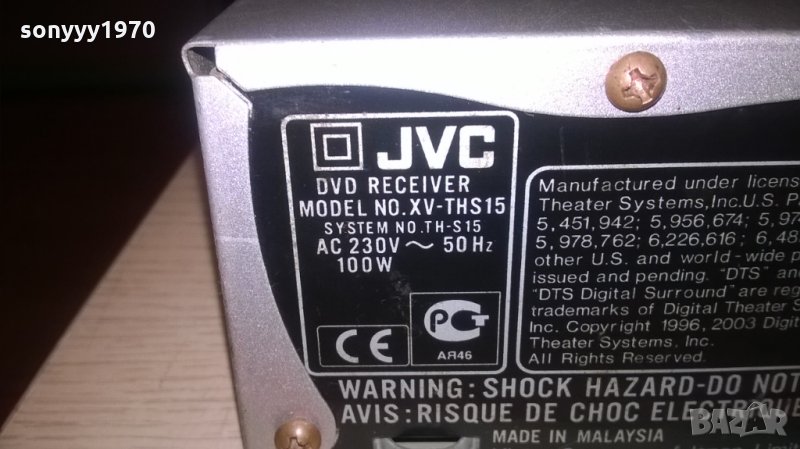 sonyyy1970
JVC
DVD RECEIVER
MODEL NO.XV-THS15
SYSTEM NO.TH-S15
AC 230V ~ 50Hz
100W
CE
PCT
АЯ46
Manufactured under licens
Theater Systems,Inc.U.S. P
5,451,942; 5,956,674; 5,97
5,978,762; 6,226,616; 6,48
other U.S. and world-wide p
issued and pending. "DTS" an
"DTS Digital Surround" are reg
trademarks of Digital Theater S
Inc. Copyright 1996, 2003 Digit
Theater Systems, Inc.
All Rights Reserved.
WARNING: SHOCK HAZARD-DO NOT
AVIS: RISQUE DE CHOC ELECTRIQUE
MADE IN MALAYSIA
BAZAR